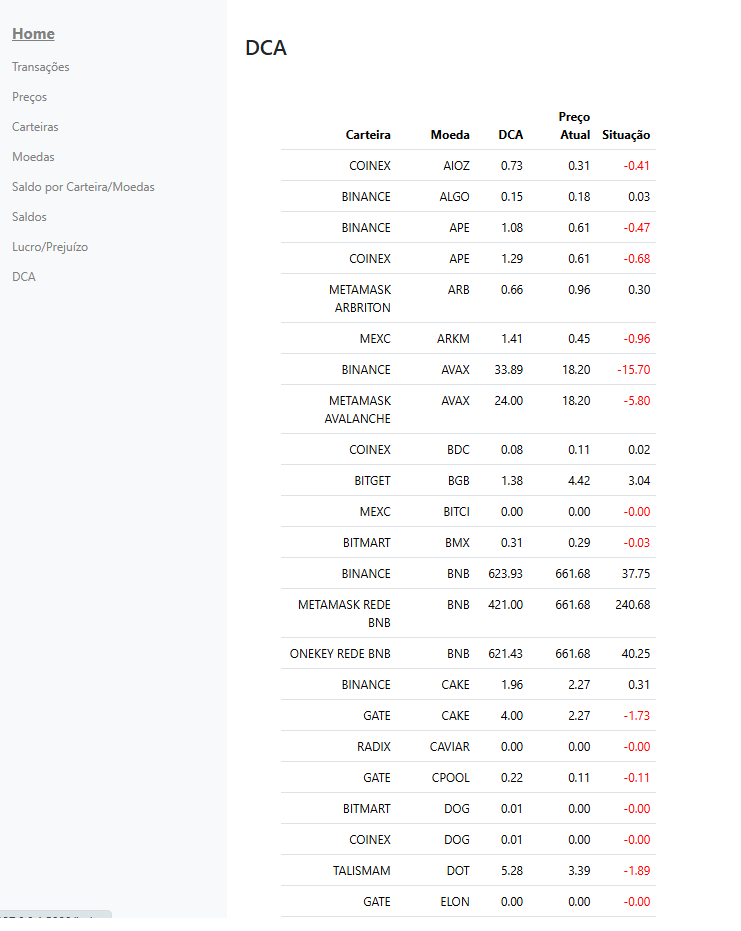 Home
Transações
Preços
Carteiras
Moedas
Saldo por Carteira/Moedas
Saldos
Lucro/Prejuízo
DCA
DCA
Carteira Moeda DCA Preço Atual Situação
COINEX AIOZ 0.73 0.31 -0.41
BINANCE ALGO 0.15 0.18 0.03
BINANCE APE 1.08 0.61 -0.47
COINEX APE 1.29 0.61 -0.68
METAMASK ARBRITON ARB 0.66 0.96 0.30
MEXC ARKM 1.41 0.45 -0.96
BINANCE AVAX 33.89 18.20 -15.70
METAMASK AVALANCHE AVAX 24.00 18.20 -5.80
COINEX BDC 0.08 0.11 0.02
BITGET BGB 1.38 4.42 3.04
MEXC BITCI 0.00 0.00 -0.00
BITMART BMX 0.31 0.29 -0.03
BINANCE BNB 623.93 661.68 37.75
METAMASK REDE BNB BNB 421.00 661.68 240.68
ONEKEY REDE BNB BNB 621.43 661.68 40.25
BINANCE CAKE 1.96 2.27 0.31
GATE CAKE 4.00 2.27 -1.73
RADIX CAVIAR 0.00 0.00 -0.00
GATE CPOOL 0.22 0.11 -0.11
BITMART DOG 0.01 0.00 -0.00
COINEX DOG 0.01 0.00 -0.00
TALISMAM DOT 5.28 3.39 -1.89
GATE ELON 0.00 0.00 -0.00